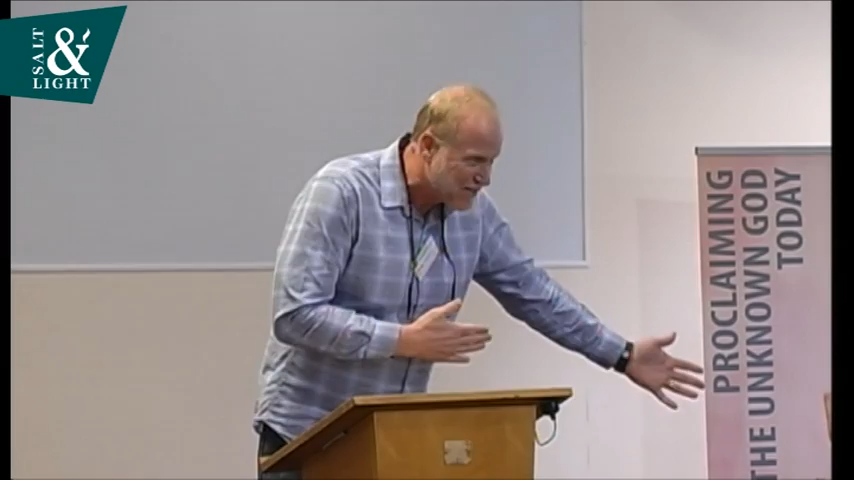 SALT
&
LIGHT
PROCLAIMING
THE UNKNOWN GOD
TODAY